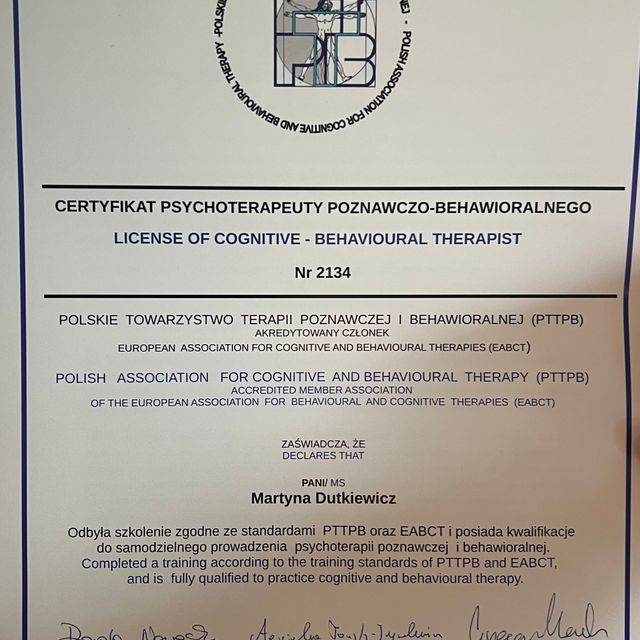 POLISH ASSOCIATION FOR COGNITIVE AND BEHAVIOURAL THERAPY -POLSKIE
CERTYFIKAT PSYCHOTERAPEUTY POZNAWCZO-BEHAWIORALNEGO
LICENSE OF COGNITIVE - BEHAVIOURAL THERAPIST
Nr 2134
POLSKIE TOWARZYSTWO TERAPII POZNAWCZEJ I BEHAWIORALNEJ (PTTPB)
AKREDYTOWANY CZŁONEK
EUROPEAN ASSOCIATION FOR COGNITIVE AND BEHAVIOURAL THERAPIES (EABCT)
POLISH ASSOCIATION FOR COGNITIVE AND BEHAVIOURAL THERAPY (PTTPB)
ACCREDITED MEMBER ASSOCIATION
OF THE EUROPEAN ASSOCIATION FOR BEHAVIOURAL AND COGNITIVE THERAPIES (EABCT)
ZAŚWIADCZA, ŻE
DECLARES THAT
PANI/ MS
Martyna Dutkiewicz
Odbyła szkolenie zgodne ze standardami PTTPB oraz EABCT i posiada kwalifikacje
do samodzielnego prowadzenia psychoterapii poznawczej i behawioralnej.
Completed a training according to the training standards of PTTPB and EABCT,
and is fully qualified to practice cognitive and behavioural therapy.